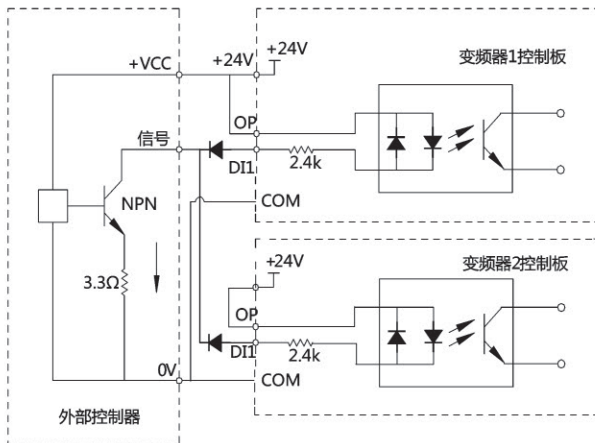 +VCC
+24V
+24V
变频器1控制板
OP
信号
DI1
2.4k
NPN
COM
3.3Ω
+24V
变频器2控制板
OP
DI1
2.4k
0V
COM
外部控制器